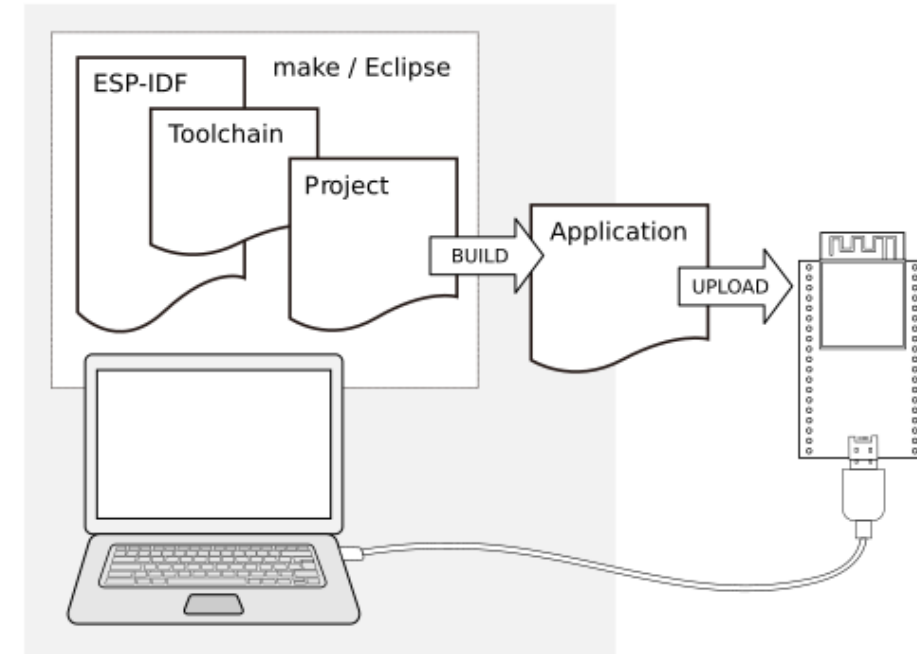 ESP-IDF
make / Eclipse
Toolchain
Project
BUILD
Application
UPLOAD